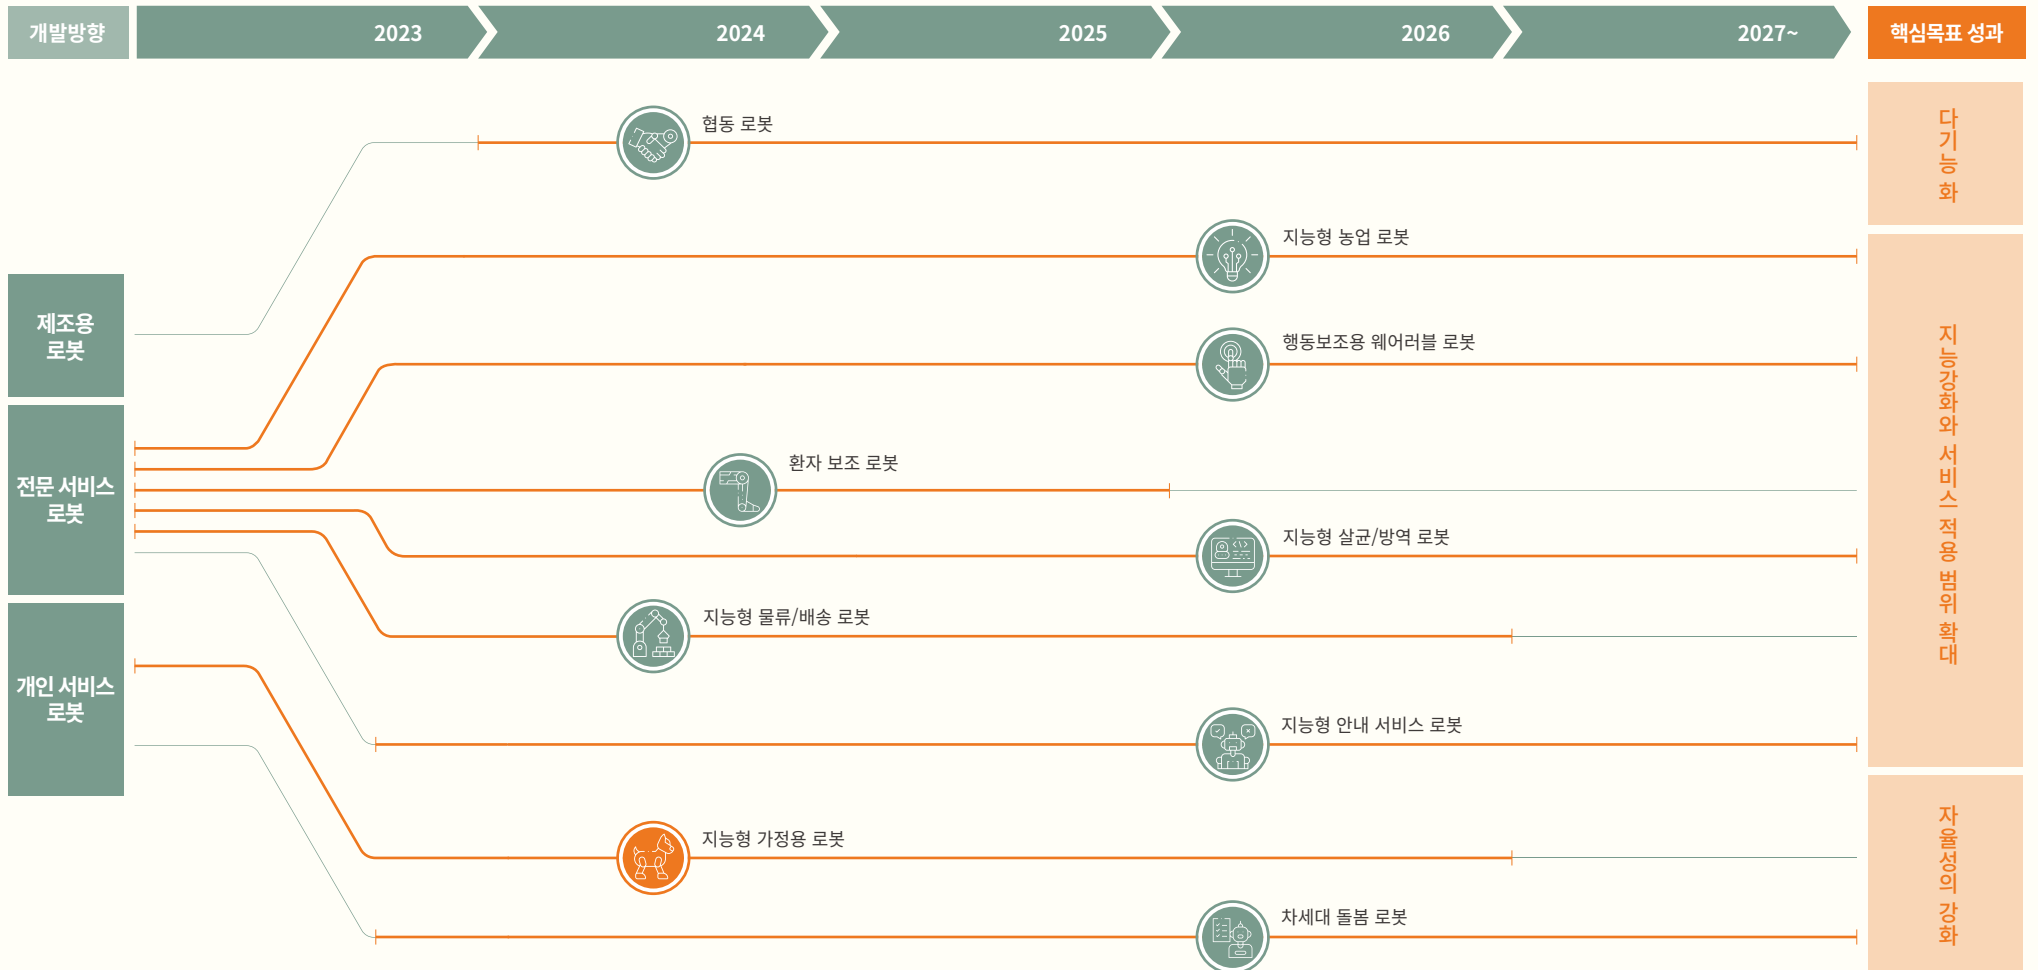 개발방향
2023
2024
2025
2026
2027~
핵심목표 성과
제조용
로봇
전문 서비스
로봇
개인 서비스
로봇
협동 로봇
지능형 농업 로봇
행동보조용 웨어러블 로봇
환자 보조 로봇
지능형 살균/방역 로봇
지능형 물류/배송 로봇
지능형 안내 서비스 로봇
지능형 가정용 로봇
차세대 돌봄 로봇
다기능 화
지능강화와 서비스 적용 범위 확대
자율성의 강화